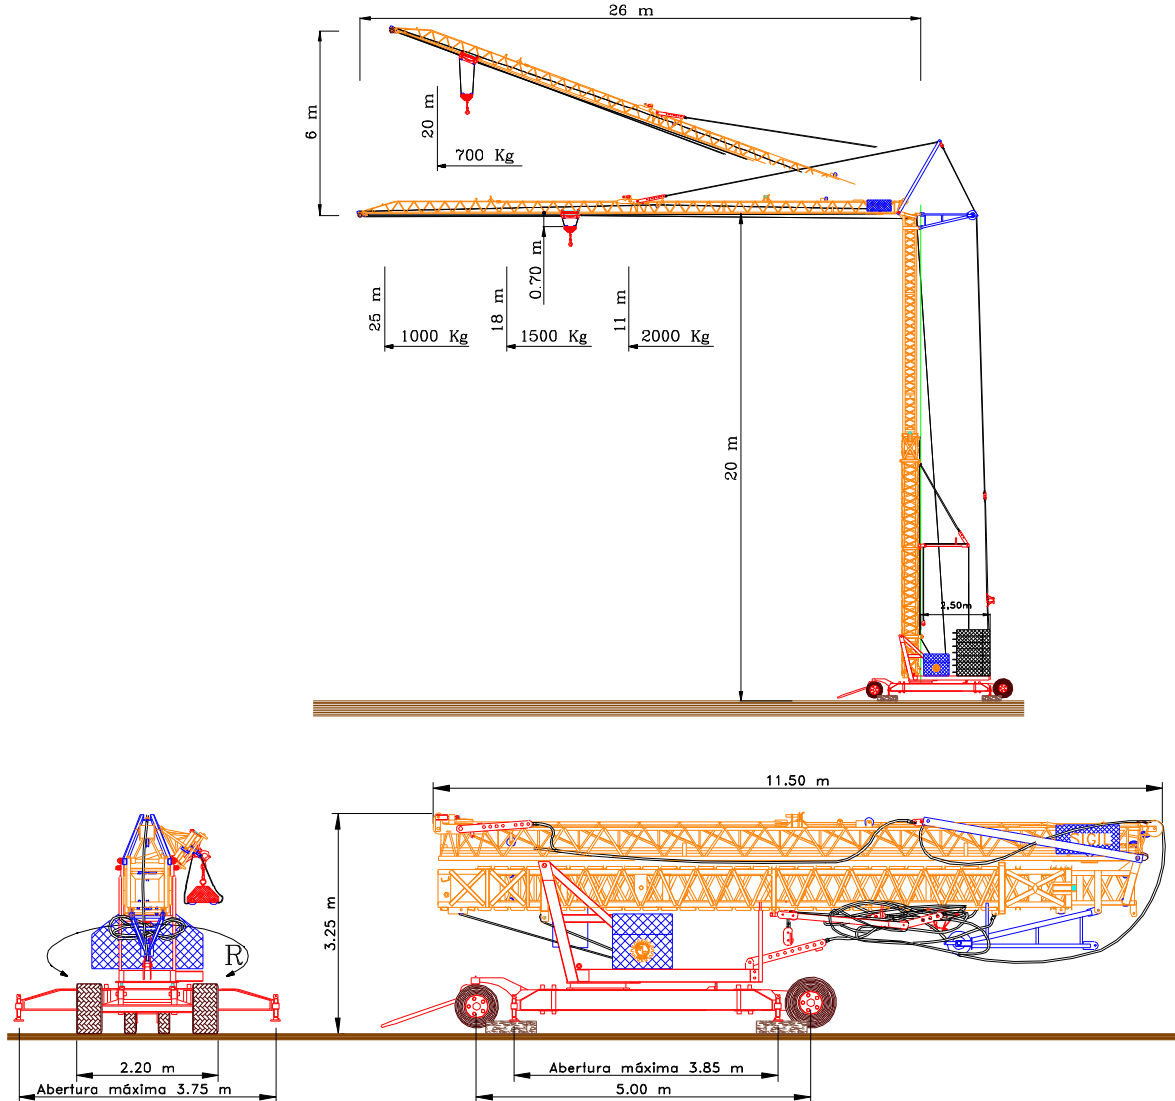 26 m
6 m
20 m
700 Kg
0.70 m
25 m
1000 Kg
18 m
1500 Kg
11 m
2000 Kg
20 m
2,50m
11.50 m
3.25 m
R
2.20 m
Abertura máxima 3.75 m
Abertura máxima 3.85 m
5.00 m